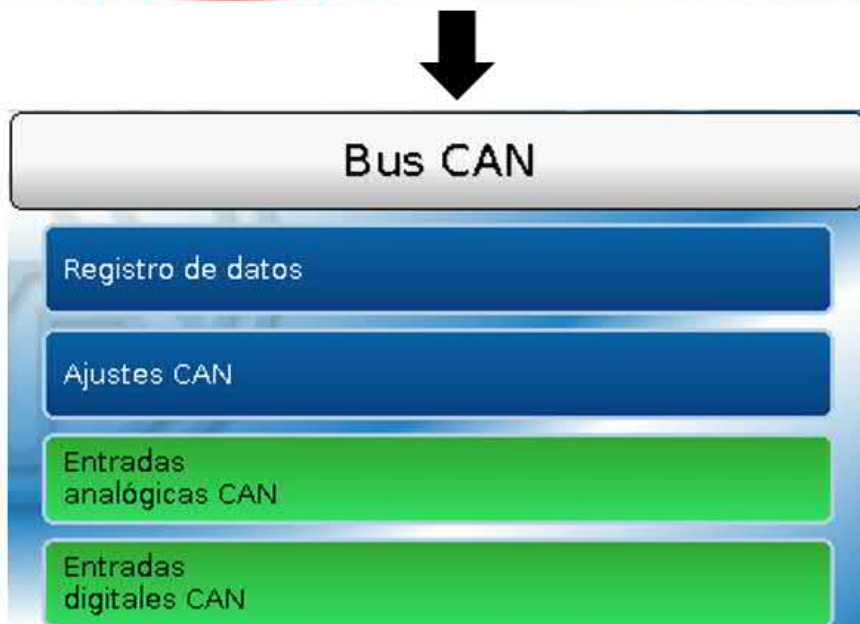 Bus CAN
Registro de datos
Ajustes CAN
Entradas
analógicas CAN
Entradas
digitales CAN